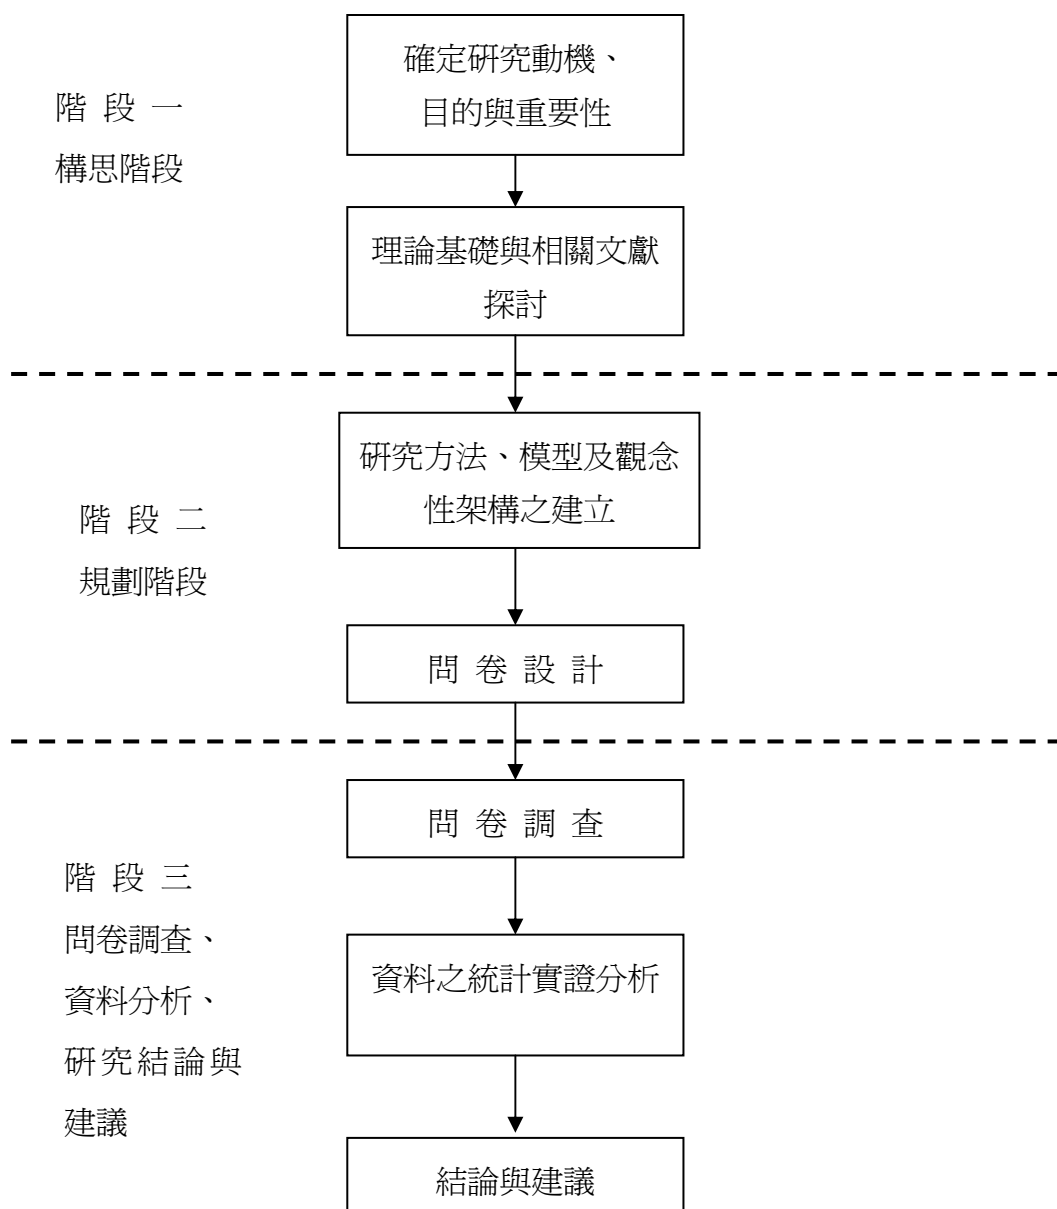 確定研究動機、
目的與重要性
階 段 一
構思階段
理論基礎與相關文獻
探討
研究方法、模型及觀念
性架構之建立
階 段 二
規劃階段
問 卷 設 計
問 卷 調 查
階 段 三
問卷調查、
資料分析、
研究結論與
建議
資料之統計實證分析
結論與建議